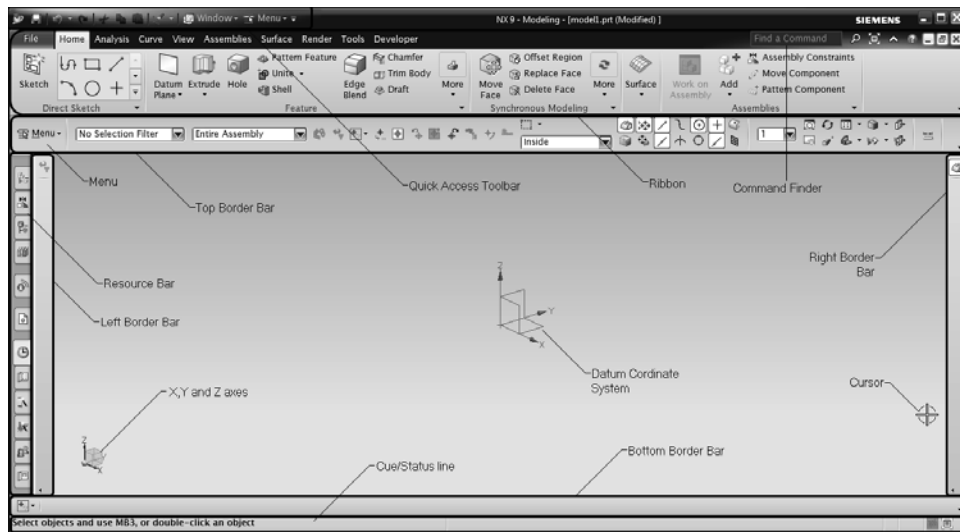 Window Menu
NX 9 - Modeling - [model1.prt (Modified) ]
SIEMENS
File Home Analysis Curve View Assemblies Surface Render Tools Developer
Find a Command
Sketch
Direct Sketch
Datum Plane
Extrude
Hole
Pattern Feature
Unite
Shell
Edge Blend
Chamfer
Trim Body
Draft
More
Feature
Move Face
Offset Region
Replace Face
Delete Face
More
Synchronous Modeling
Surface
Work on Assembly
Add
Assembly Constraints
Move Component
Pattern Component
Assemblies
Menu
No Selection Filter
Entire Assembly
Inside
1
Menu
Quick Access Toolbar
Ribbon
Command Finder
Top Border Bar
Right Border
Bar
Resource Bar
Left Border Bar
Z
Y
X
Datum Cordinate
System
X,Y and Z axes
Cursor
Z
X
Bottom Border Bar
Cue/Status line
Select objects and use MB3, or double-click an object